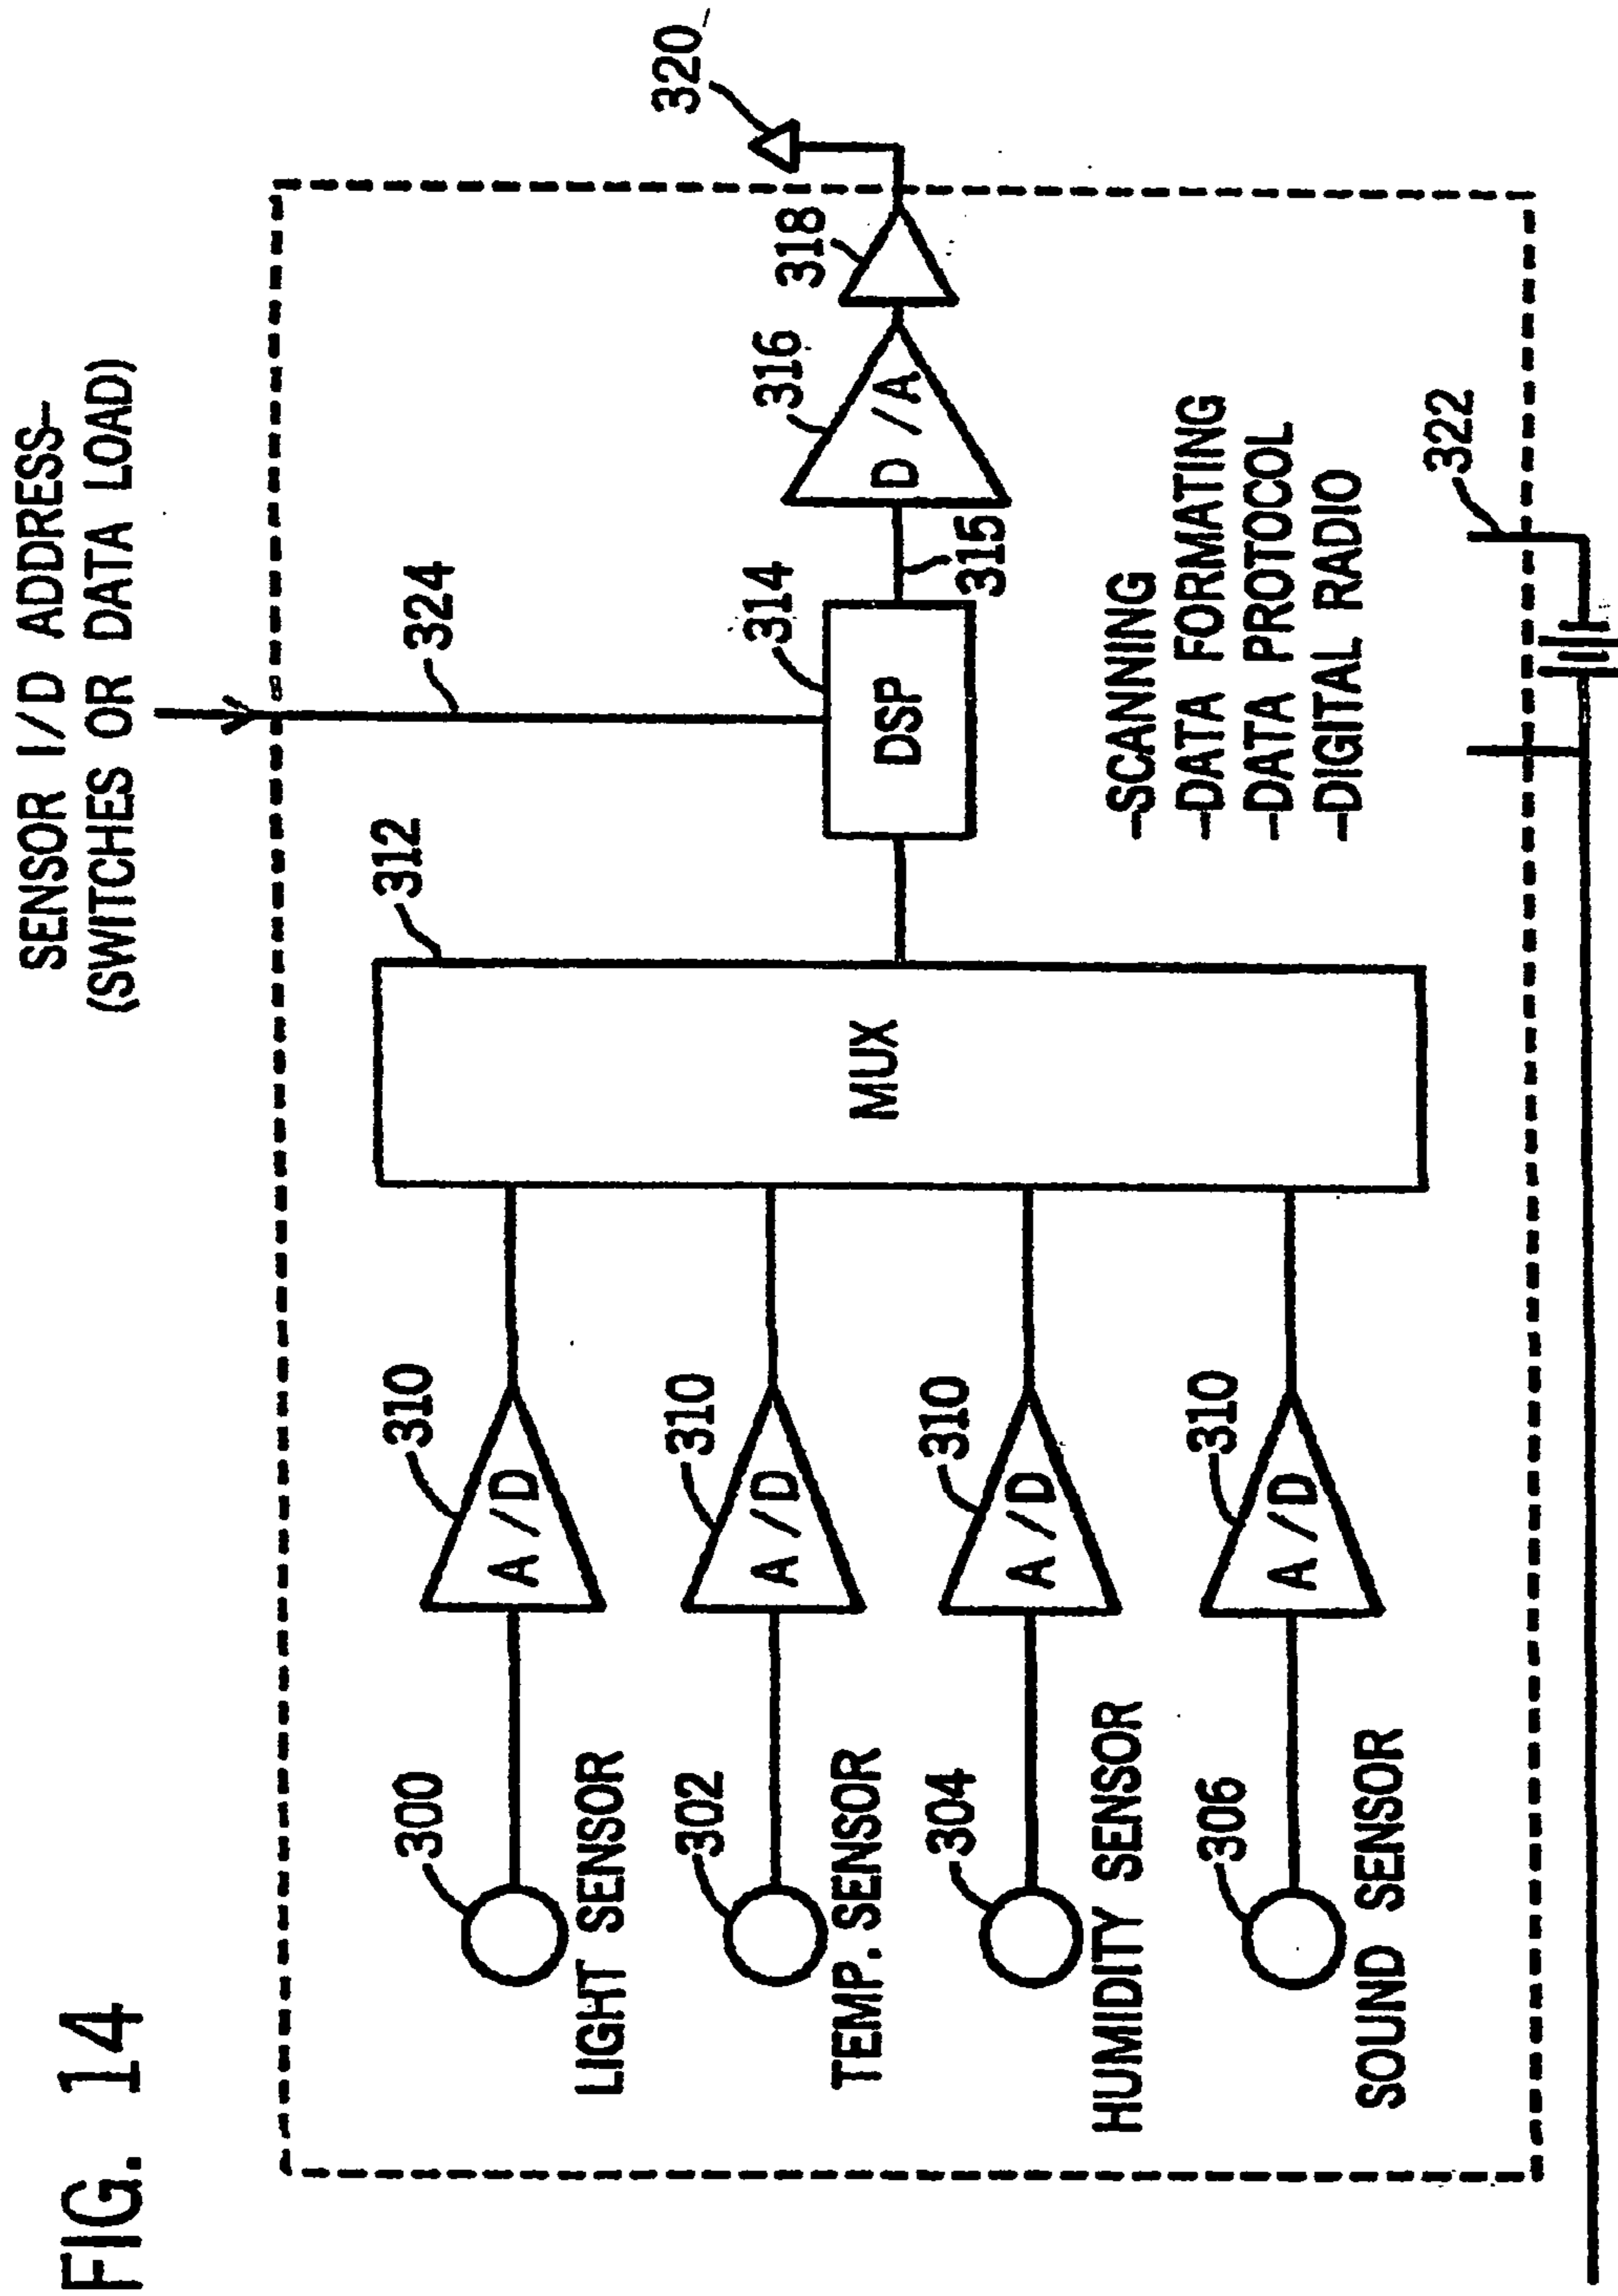 FIG. 14
SENSOR I/D ADDRESS-
(SWITCHES OR DATA LOAD)
324
312
310
300
A/D
LIGHT SENSOR
310
302
A/D
TEMP. SENSOR
310
304
A/D
HUMIDITY SENSOR
310
306
A/D
SOUND SENSOR
MUX
314
DSP
315
316
D/A
318
320
-SCANNING
-DATA FORMATING
-DATA PROTOCOL
-DIGITAL RADIO
322